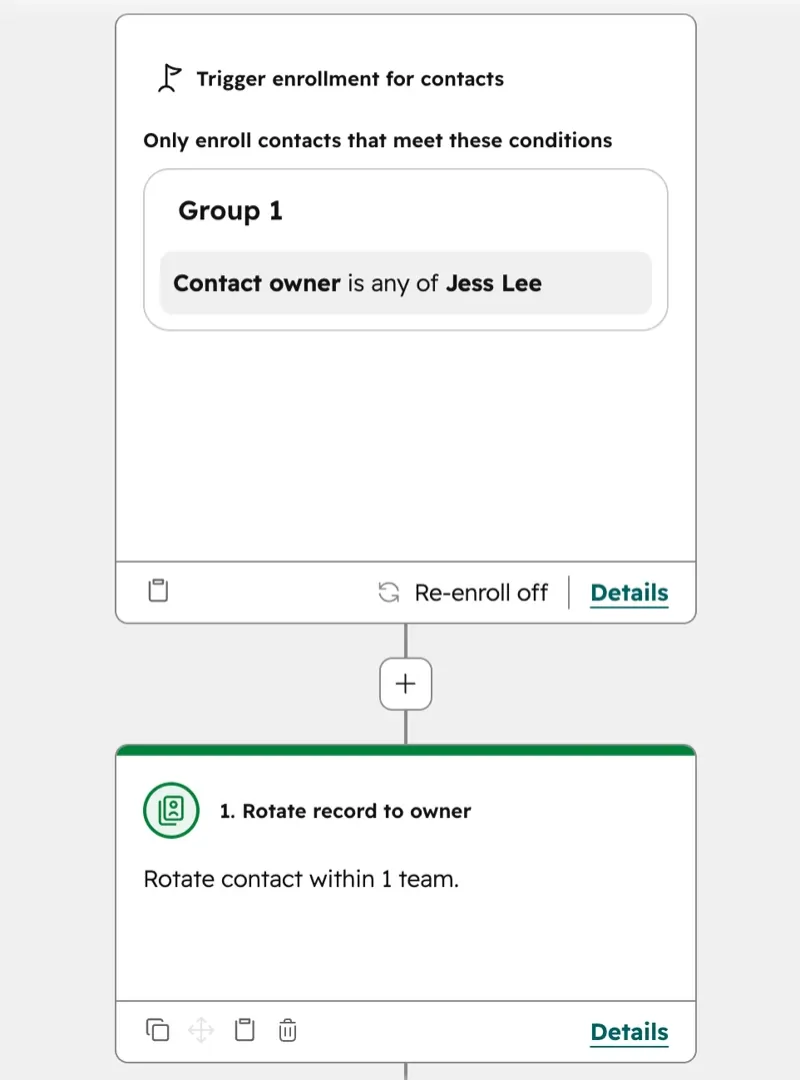 Trigger enrollment for contacts
Only enroll contacts that meet these conditions
Group 1
Contact owner is any of Jess Lee
Re-enroll off
Details
1. Rotate record to owner
Rotate contact within 1 team.
Details